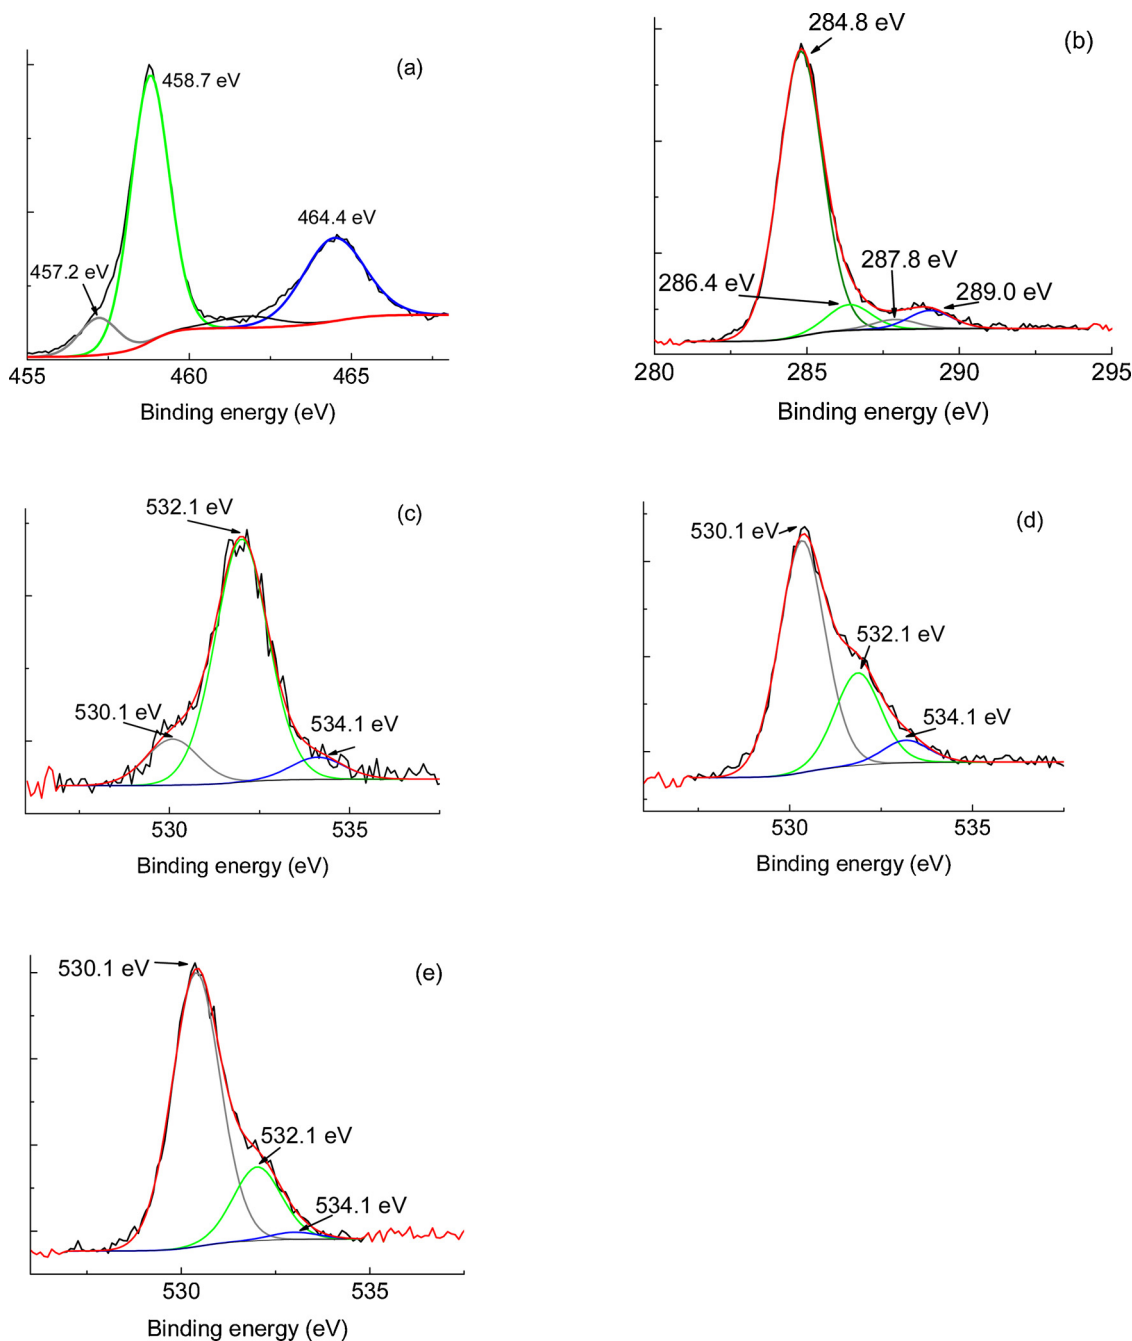 (a)
458.7 eV
464.4 eV
457.2 eV
455
460
465
Binding energy (eV)
(b)
284.8 eV
287.8 eV
286.4 eV
289.0 eV
280
285
290
295
Binding energy (eV)
(c)
532.1 eV
530.1 eV
534.1 eV
530
535
Binding energy (eV)
(d)
530.1 eV
532.1 eV
534.1 eV
530
535
Binding energy (eV)
(e)
530.1 eV
532.1 eV
534.1 eV
530
535
Binding energy (eV)